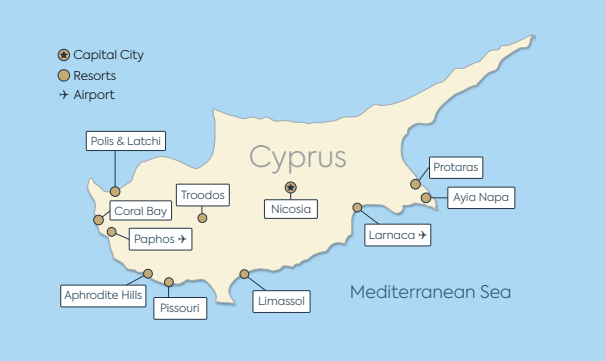 Capital City
Resorts
✈ Airport
Polis & Latchi
Cyprus
Protaras
Troodos
Ayia Napa
Coral Bay
Nicosia
Paphos ✈
Larnaca ✈
Aphrodite Hills
Pissouri
Limassol
Mediterranean Sea